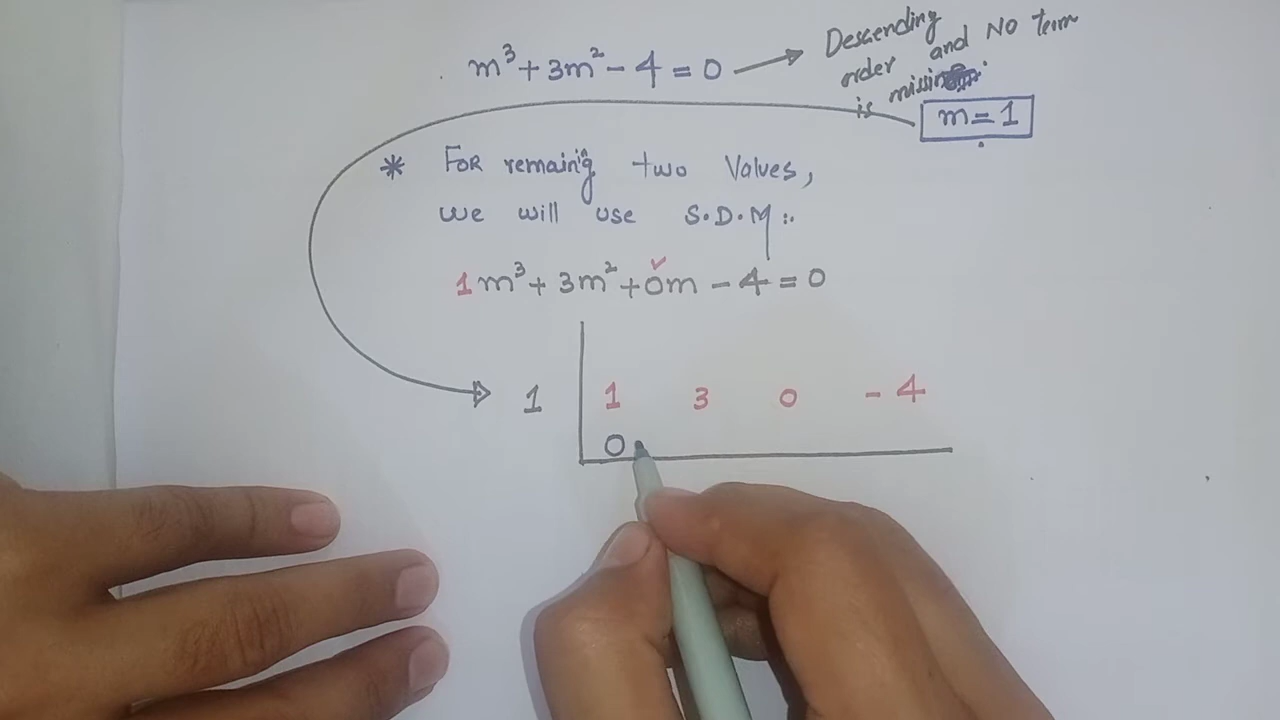 m³ + 3m² - 4 = 0
Descending
order and No term
is missing
m = 1
* For remaining two Values,
we will use S.D.M:.
1m³ + 3m² + 0m - 4 = 0
1 1 3 0 -4
0